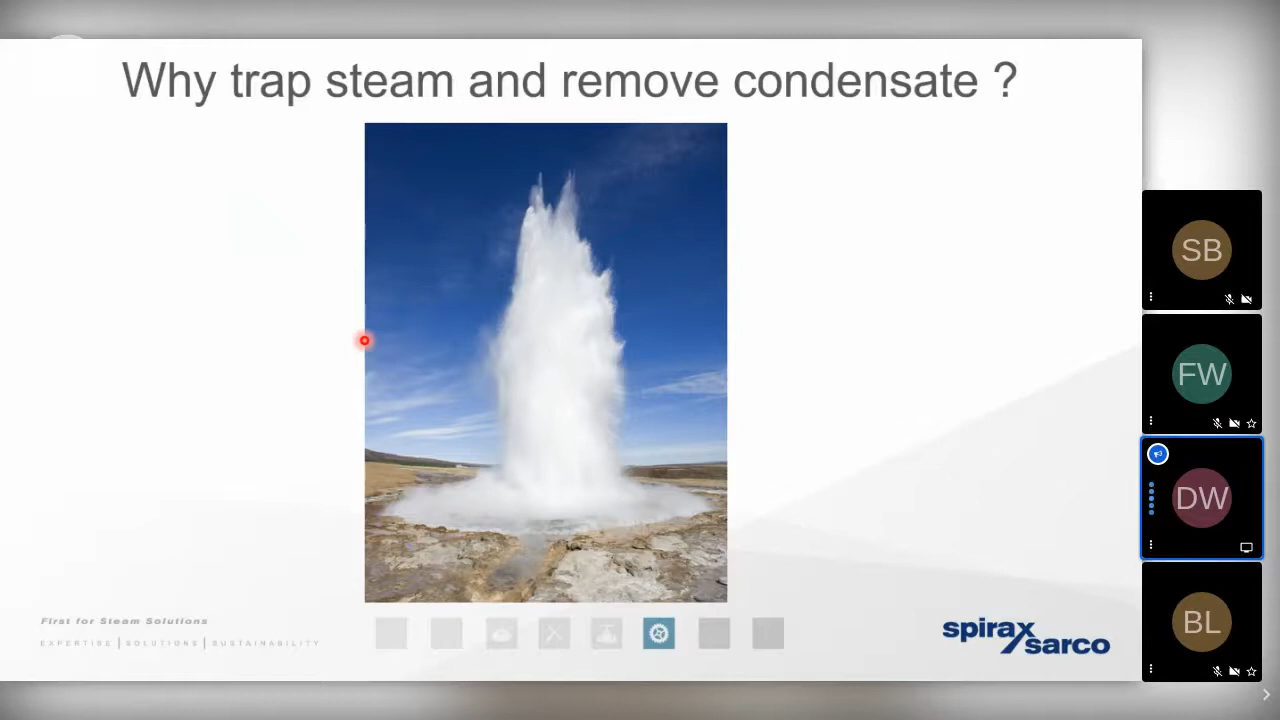 Why trap steam and remove condensate ?
SB
FW
DW
BL
First for Steam Solutions
EXPERTISE | SOLUTIONS | SUSTAINABILITY
spirax
sarco